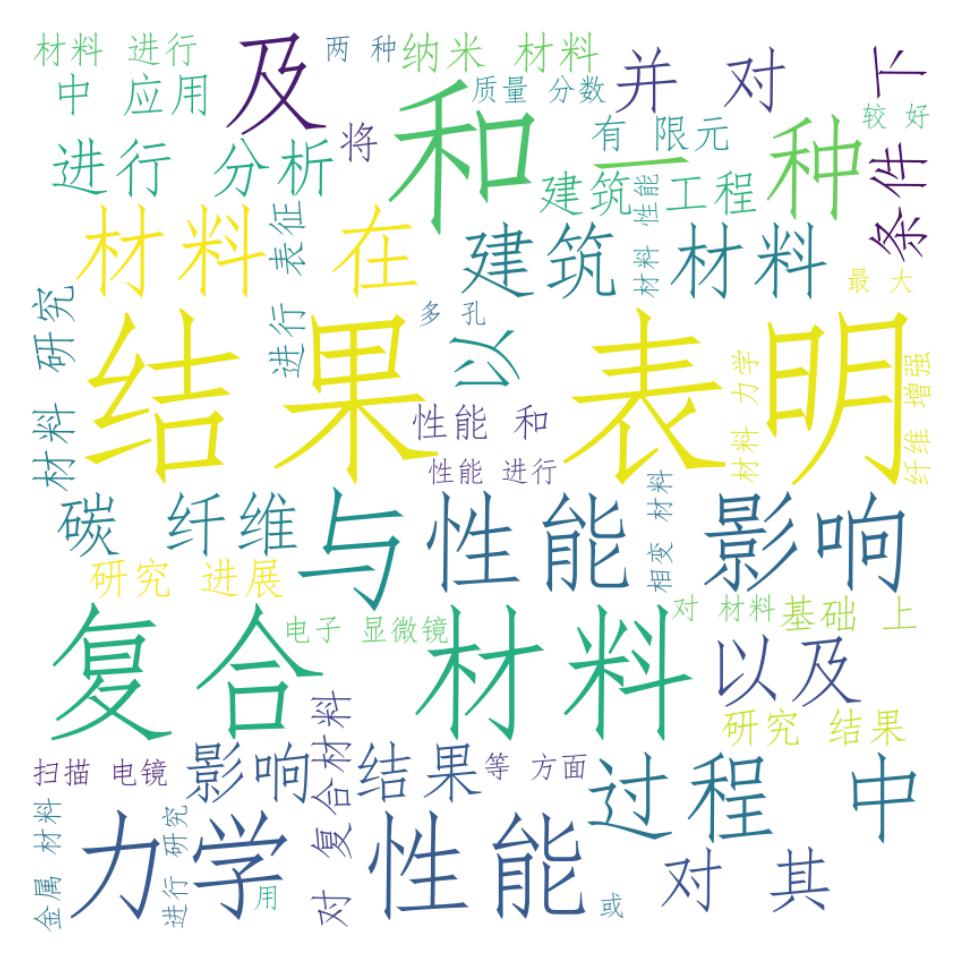 材料 进行
及
两 种
纳米 材料
并 对
下
中 应用
质量 分数
较 好
和
将
有 限元
一 种
进行 分析
建筑 工程
条件
材料 性能
表征
材料 在
建筑 材料
最 大
材料 研究
进行
多 孔
以
结果 表明
材料 力学
纤维 增强
性能 和
性能 进行
碳 纤维
与
性能 影响
相变 材料
研究 进展
对 材料
基础 上
电子 显微镜
复合 材料
以及
研究 结果
对 复合材料
扫描 电镜
影响 结果
等 方面
过程 中
金属 材料
力学 性能
进行 研究
用
对 其
或